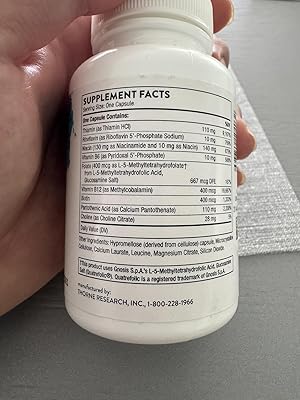 SUPPLEMENT FACTS
Serving Size: One Capsule
One Capsule Contains:
Thiamin (as Thiamin HCl) 110 mg
Riboflavin (as Riboflavin 5'-Phosphate Sodium) 10 mg
Niacin (130 mg as Niacinamide and 10 mg as Niacin) 140 mg
Vitamin B6 (as Pyridoxal 5'-Phosphate) 10 mg
Folate (400 mcg as L-5-Methyltetrahydrofolate†
from L-5-Methyltetrahydrofolic Acid,
Glucosamine Salt) 667 mcg DFE 167%
Vitamin B12 (as Methylcobalamin) 400 mcg
Biotin 400 mcg
Pantothenic Acid (as Calcium Pantothenate) 110 mg
Choline (as Choline Citrate) 28 mg 5%
Daily Value (DV)
Other Ingredients: Hypromellose (derived from cellulose) capsule,
Cellulose, Calcium Laurate, Leucine, Magnesium Citrate, Silicon Dioxide
†This product uses Gnosis S.p.A.'s L-5-Methyltetrahydrofolic Acid, Glucosamine
Salt (Quatrefolic®). Quatrefolic® is a registered trademark of Gnosis S.p.A.
manufactured by:
THORNE RESEARCH, INC., 1-800-228-1966